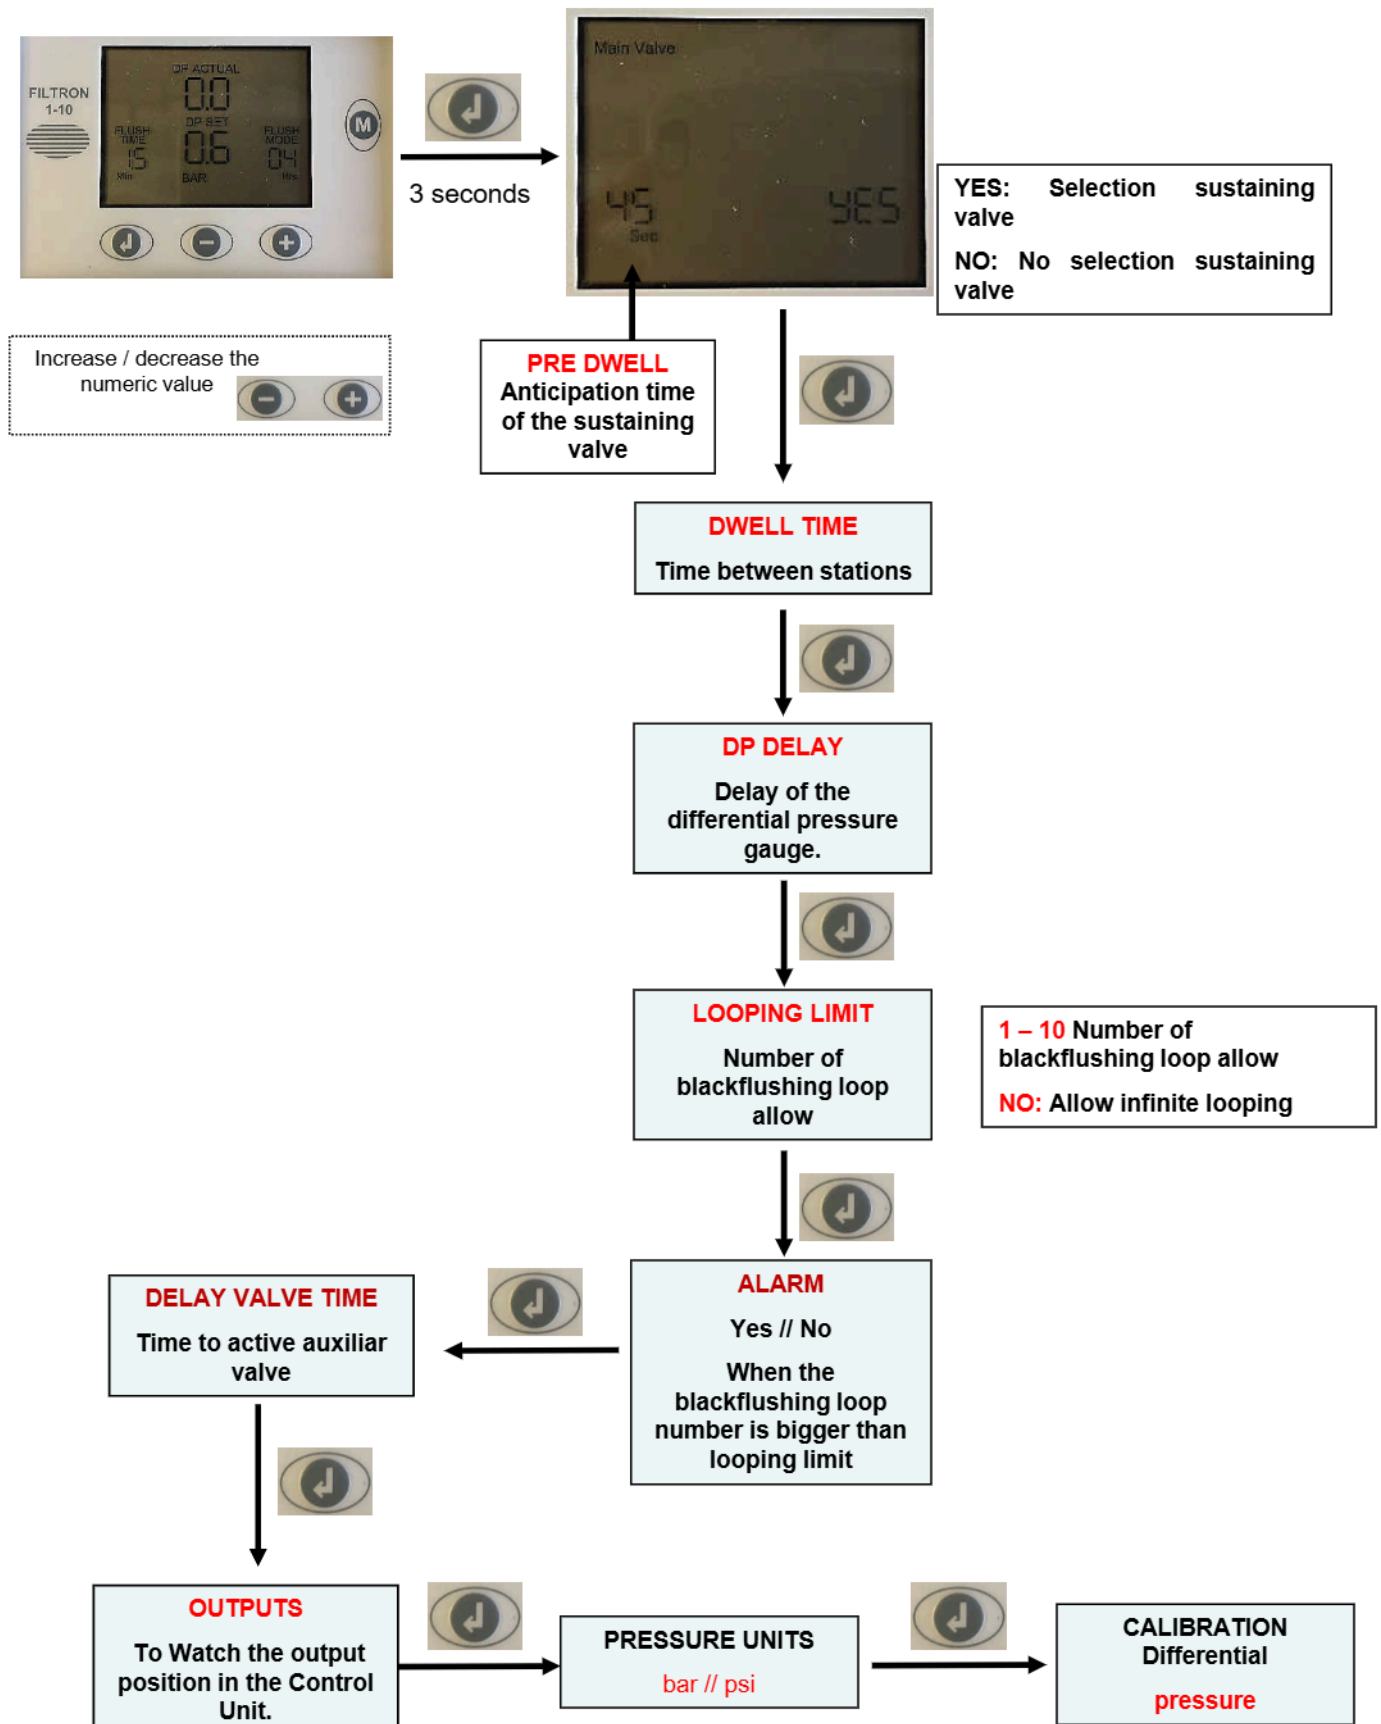 FILTRON
1-10
DP ACTUAL
0.0
DP SET
FLUSH
TIME
15
Min
0.6
BAR
FLUSH
MODE
04
Hrs
M
3 seconds
Main Valve
45
Sec
YES
YES: Selection sustaining
valve
NO: No selection sustaining
valve
Increase / decrease the
numeric value
PRE DWELL
Anticipation time
of the sustaining
valve
DWELL TIME
Time between stations
DP DELAY
Delay of the
differential pressure
gauge.
LOOPING LIMIT
Number of
blackflushing loop
allow
1 – 10 Number of
blackflushing loop allow
NO: Allow infinite looping
ALARM
Yes // No
When the
blackflushing loop
number is bigger than
looping limit
DELAY VALVE TIME
Time to active auxiliar
valve
OUTPUTS
To Watch the output
position in the Control
Unit.
PRESSURE UNITS
bar // psi
CALIBRATION
Differential
pressure